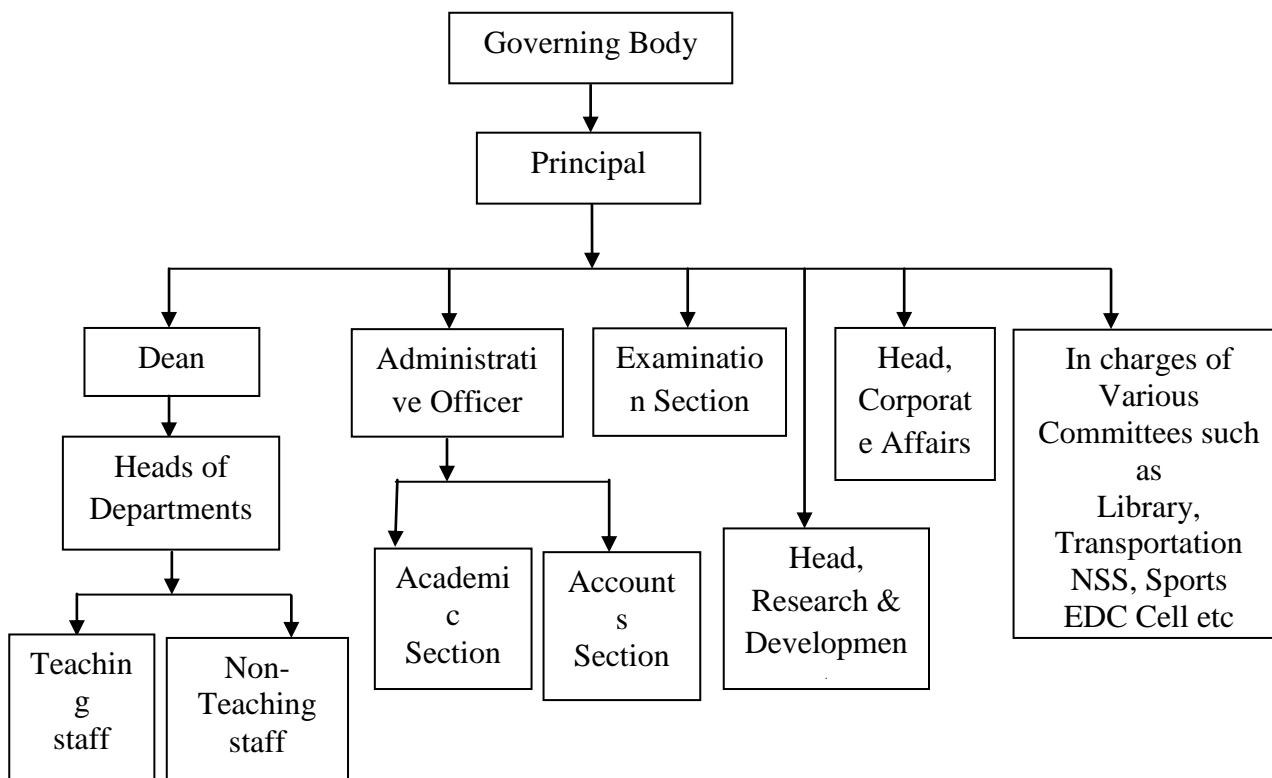 Governing Body
Principal
Dean
Administrati
ve Officer
Examinatio
n Section
Head,
Corporat
e Affairs
In charges of
Various
Committees such
as
Library,
Transportation
NSS, Sports
EDC Cell etc
Heads of
Departments
Academi
c
Section
Account
s
Section
Head,
Research &
Developmen
Teachin
g
staff
Non-
Teaching
staff